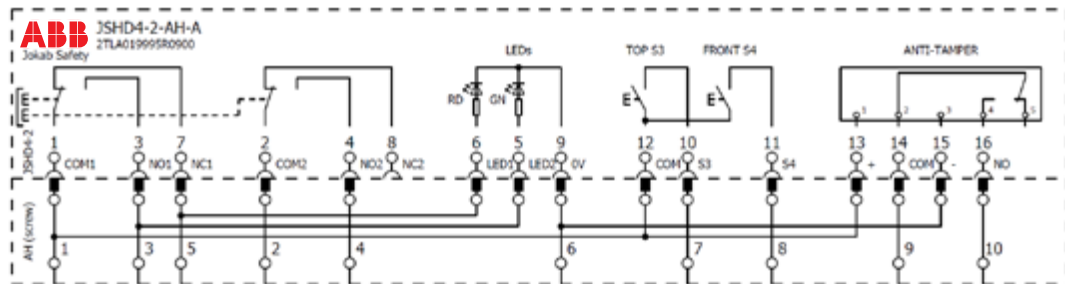 ABB JSHD4-2-AH-A
2TLA019995R0900
Jokab Safety
LEDs
TOP S3
FRONT S4
ANTI-TAMPER
RD
GN
1 2 3 4 5
JSHD4-2
1 3 7 2 4 8 6 5 9 12 10 11 13 14 15 16
COM1 NO1 NC1 COM2 NO2 NC2 LED1 LED2 0V COM S3 S4 + COM - NO
AH (screw)
1 3 5 2 4 6 7 8 9 10